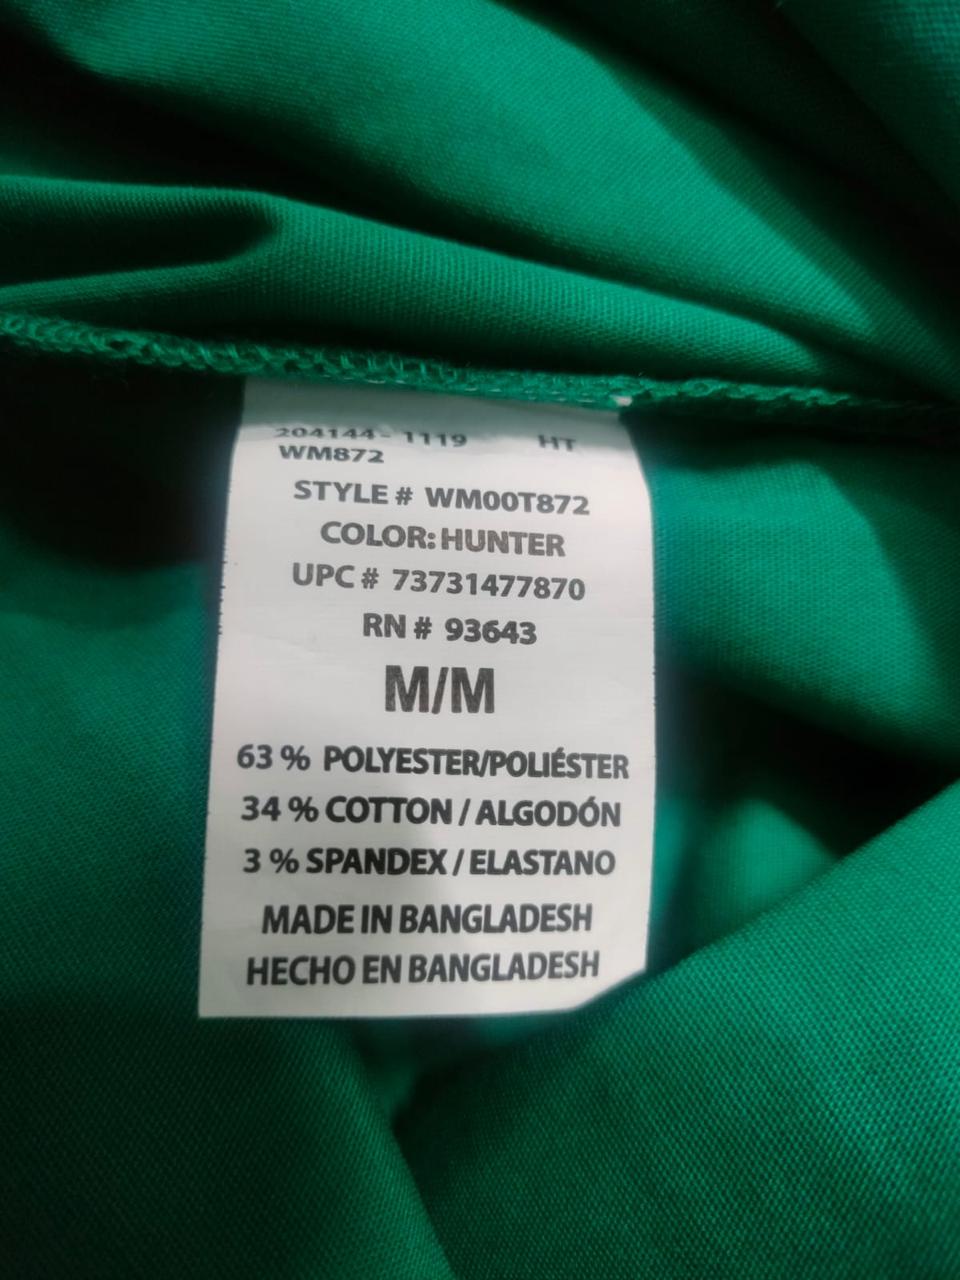 204144-1119 HT
WM872
STYLE # WM00T872
COLOR: HUNTER
UPC # 73731477870
RN # 93643
M/M
63 % POLYESTER/POLIÉSTER
34 % COTTON / ALGODÓN
3 % SPANDEX / ELASTANO
MADE IN BANGLADESH
HECHO EN BANGLADESH